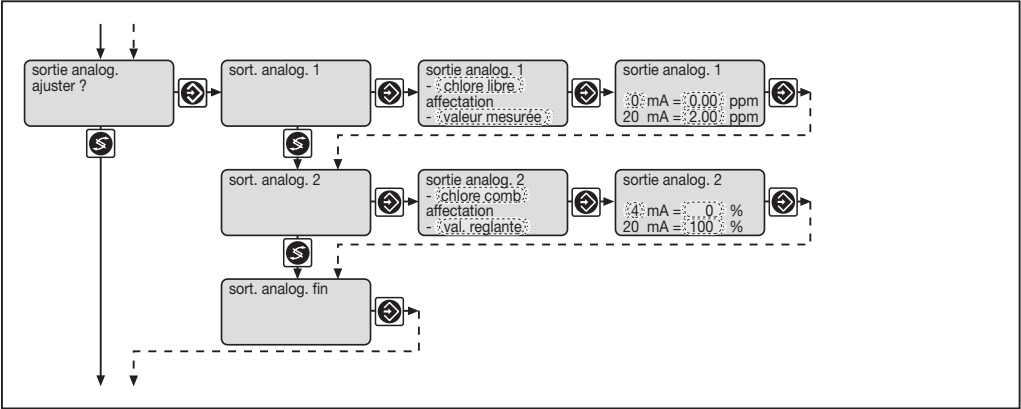 sortie analog.
ajuster ?
sort. analog. 1
sortie analog. 1
- chlore libre
affectation
- valeur mesurée
sortie analog. 1
0 mA = 0.00 ppm
20 mA = 2.00 ppm
sort. analog. 2
sortie analog. 2
- chlore comb
affectation
- val. reglante
sortie analog. 2
4 mA = 0 %
20 mA = 100 %
sort. analog. fin